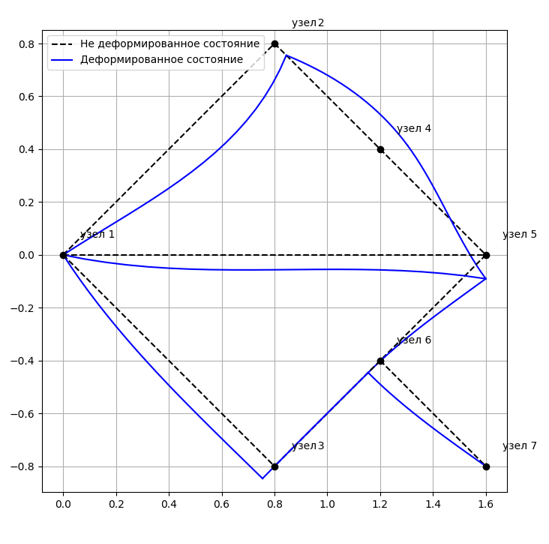 узел 2
Не деформированное состояние
Деформированное состояние
узел 4
узел 1
узел 5
узел 6
узел 3
узел 7
0.8
0.6
0.4
0.2
0.0
−0.2
−0.4
−0.6
−0.8
0.0 0.2 0.4 0.6 0.8 1.0 1.2 1.4 1.6